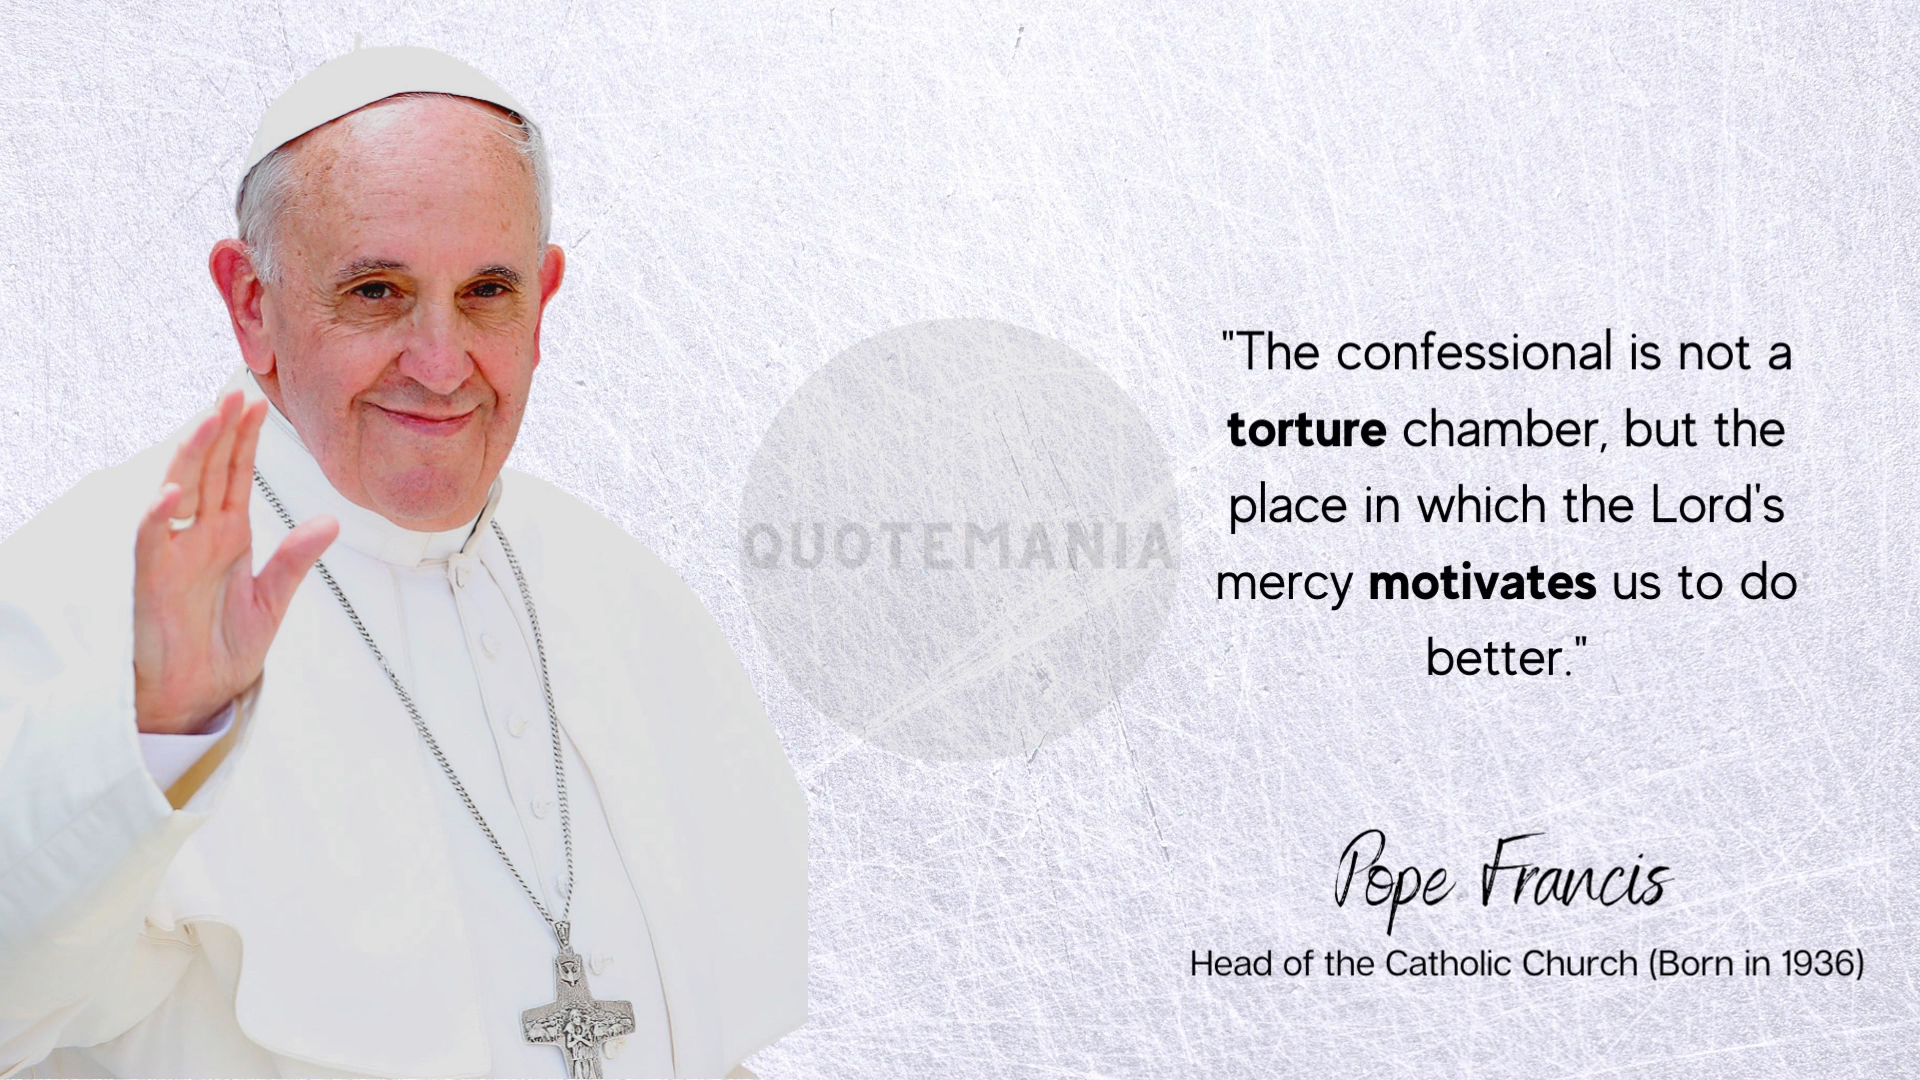 "The confessional is not a
torture chamber, but the
place in which the Lord's
mercy motivates us to do
better."
QUOTEMANIA
Pope Francis
Head of the Catholic Church (Born in 1936)